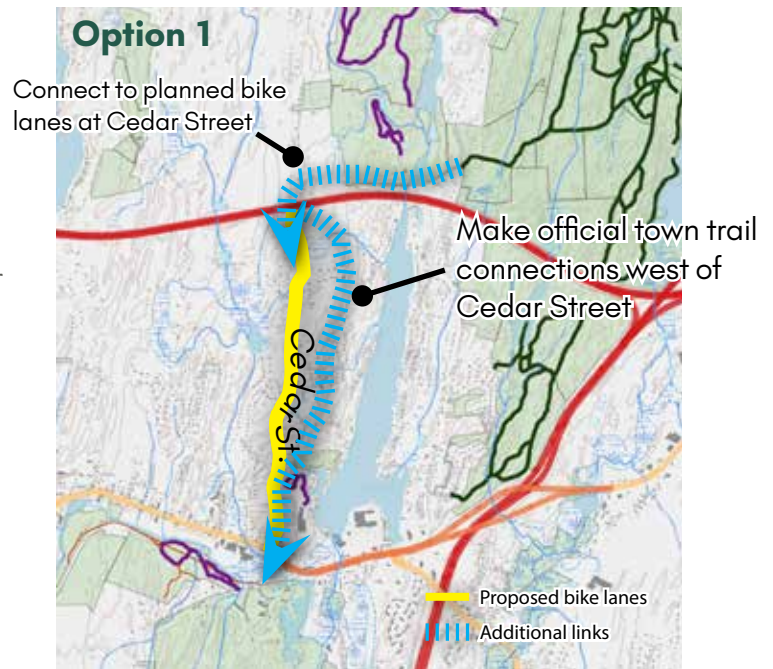 Option 1
Connect to planned bike
lanes at Cedar Street
Make official town trail
connections west of
Cedar Street
Cedar St.
Proposed bike lanes
Additional links